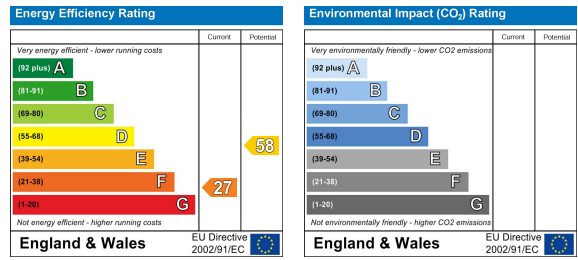 Energy Efficiency Rating
Current Potential
Very energy efficient - lower running costs
(92 plus) A
(81-91) B
(69-80) C
(55-68) D
58
(39-54) E
(21-38) F
27
(1-20) G
Not energy efficient - higher running costs
England & Wales
EU Directive
2002/91/EC
Environmental Impact (CO2) Rating
Current Potential
Very environmentally friendly - lower CO2 emissions
(92 plus) A
(81-91) B
(69-80) C
(55-68) D
(39-54) E
(21-38) F
(1-20) G
Not environmentally friendly - higher CO2 emissions
England & Wales
EU Directive
2002/91/EC